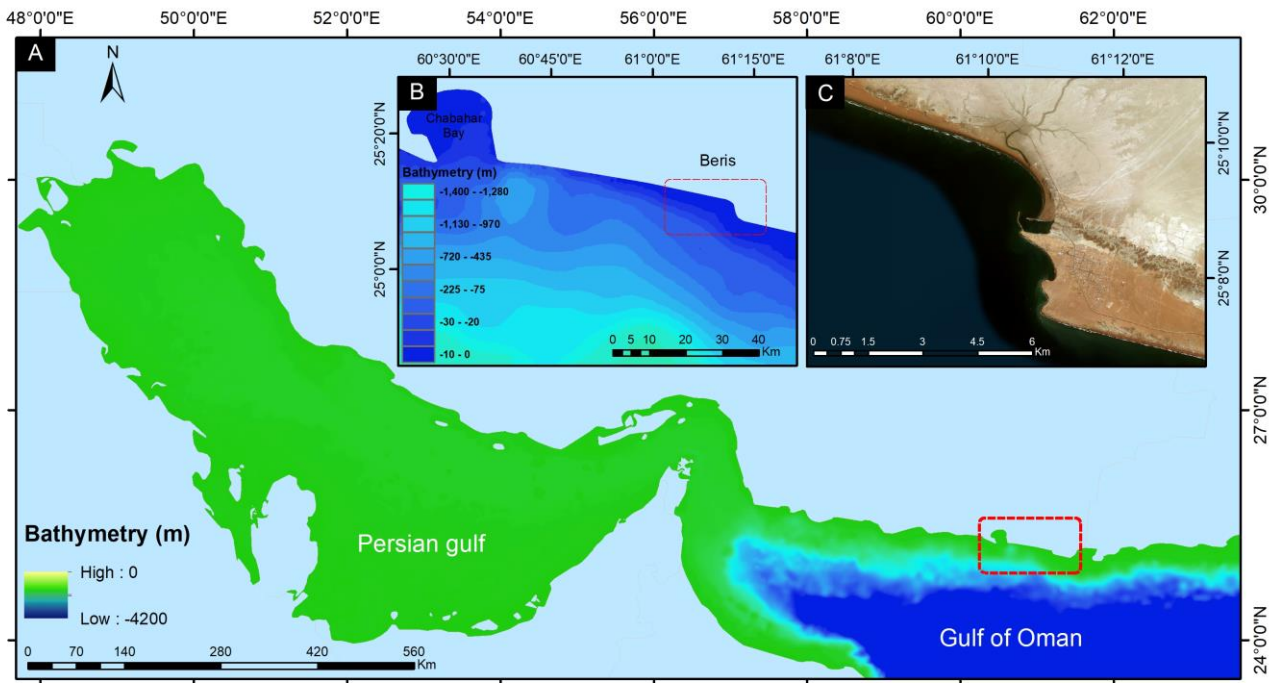 48°0'0"E 50°0'0"E 52°0'0"E 54°0'0"E 56°0'0"E 58°0'0"E 60°0'0"E 62°0'0"E
A
N
60°30'0"E 60°45'0"E 61°0'0"E 61°15'0"E
B
25°20'0"N
25°0'0"N
Chabahar
Bay
Beris
Bathymetry (m)
-1,400 - -1,280
-1,130 - -970
-720 - -435
-225 - -75
-30 - -20
-10 - 0
0 5 10 20 30 40
Km
61°8'0"E 61°10'0"E 61°12'0"E
C
25°10'0"N
25°8'0"N
0 0.75 1.5 3 4.5 6
Km
30°0'0"N
27°0'0"N
24°0'0"N
Persian gulf
Gulf of Oman
Bathymetry (m)
High : 0
Low : -4200
0 70 140 280 420 560
Km